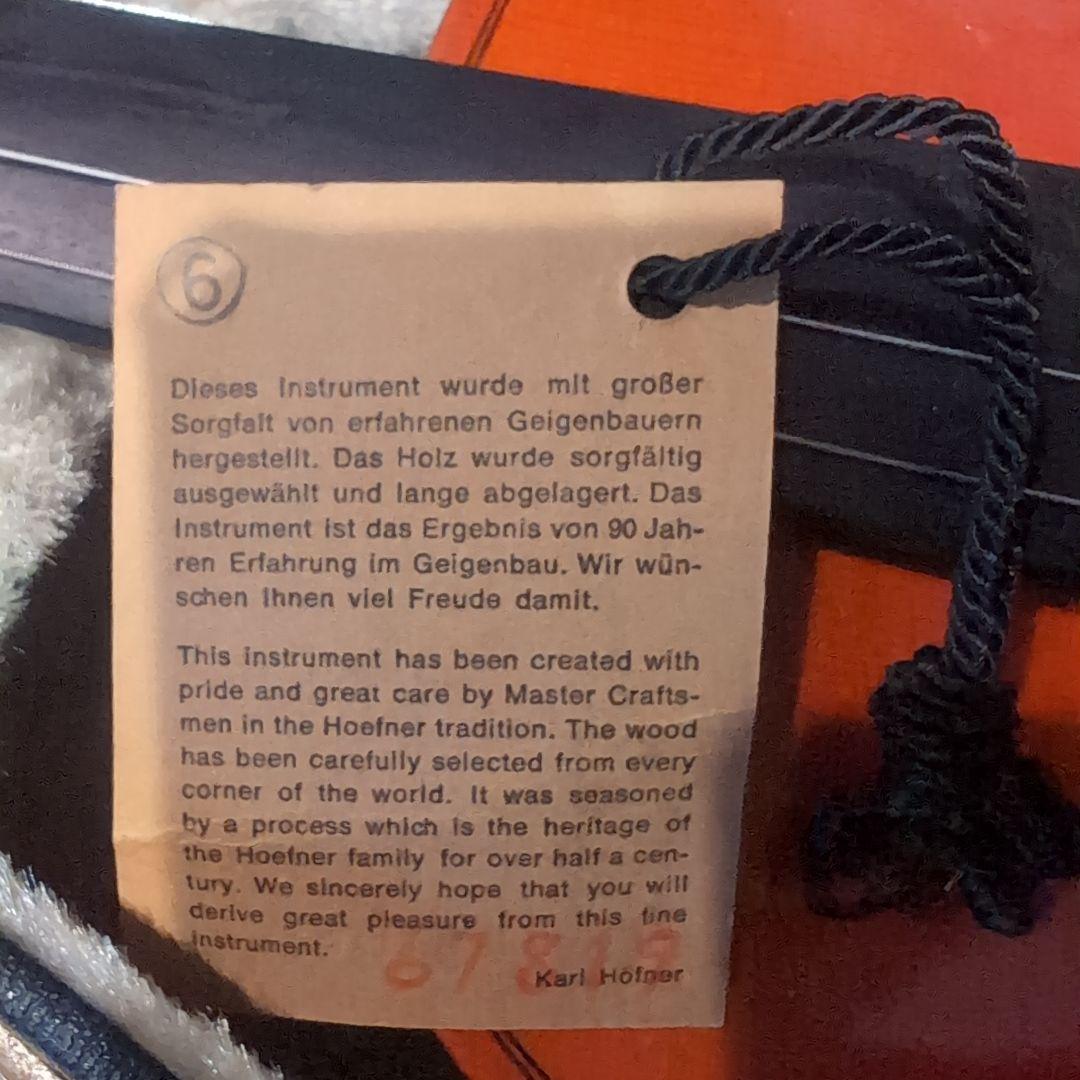 6
Dieses Instrument wurde mit großer
Sorgfalt von erfahrenen Geigenbauern
hergestellt. Das Holz wurde sorgfältig
ausgewählt und lange abgelagert. Das
Instrument ist das Ergebnis von 90 Jah-
ren Erfahrung im Geigenbau. Wir wün-
schen Ihnen viel Freude damit.
This instrument has been created with
pride and great care by Master Crafts-
men in the Hoefner tradition. The wood
has been carefully selected from every
corner of the world. It was seasoned
by a process which is the heritage of
the Hoefner family for over half a cen-
tury. We sincerely hope that you will
derive great pleasure from this fine
instrument.
Karl Höfner